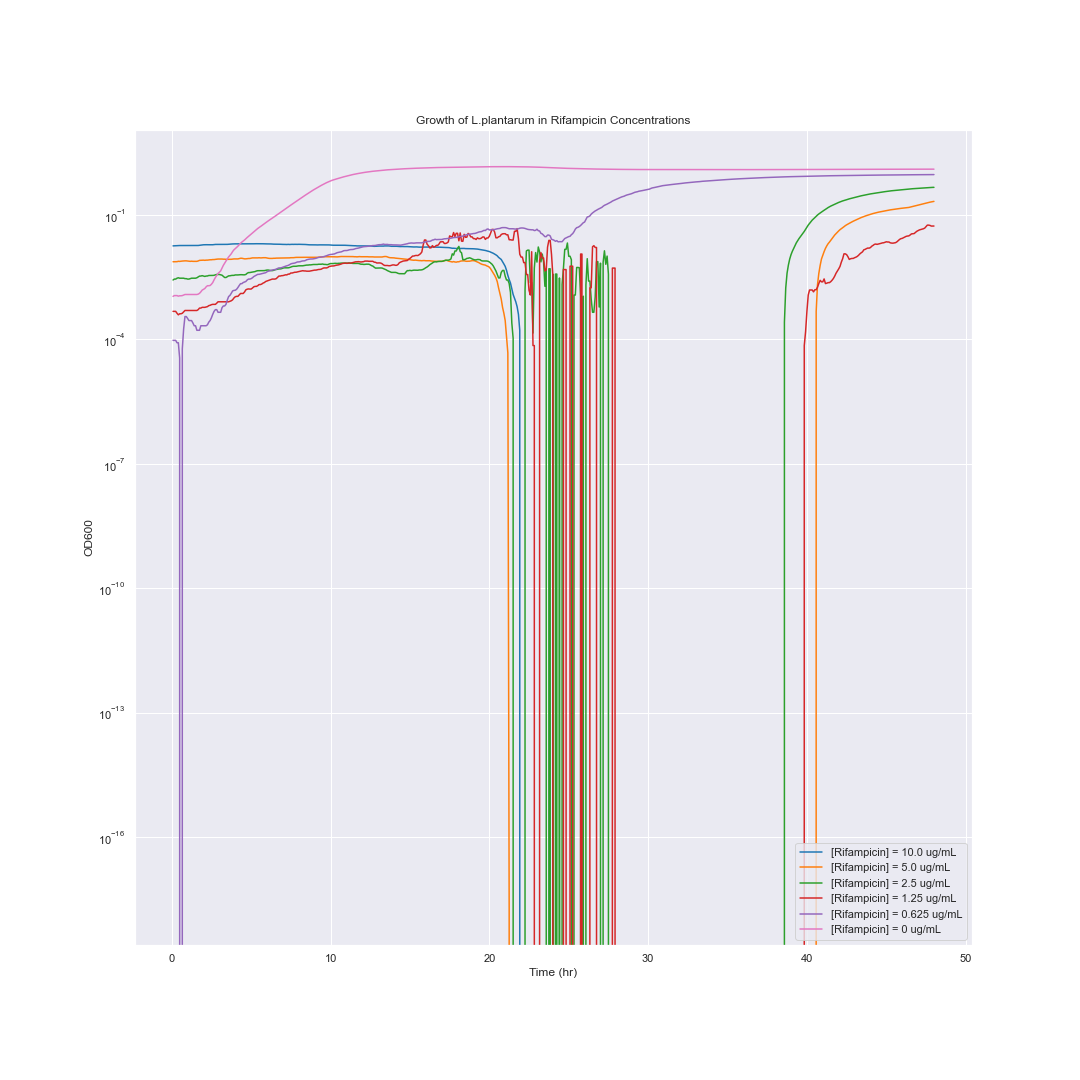 Growth of L.plantarum in Rifampicin Concentrations
OD600
10⁻¹
10⁻⁴
10⁻⁷
10⁻¹⁰
10⁻¹³
10⁻¹⁶
[Rifampicin] = 10.0 ug/mL
[Rifampicin] = 5.0 ug/mL
[Rifampicin] = 2.5 ug/mL
[Rifampicin] = 1.25 ug/mL
[Rifampicin] = 0.625 ug/mL
[Rifampicin] = 0 ug/mL
0 10 20 30 40 50
Time (hr)